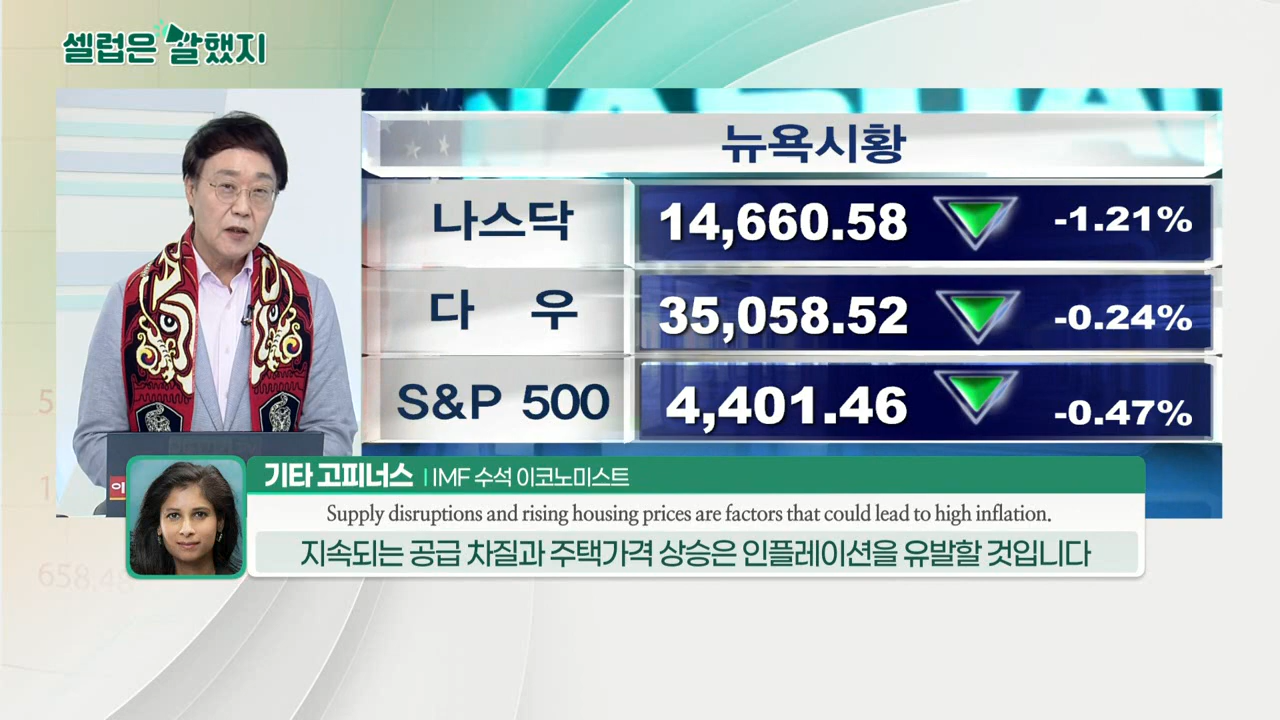 셀럽은 말했지
뉴욕시황
나스닥 14,660.58 -1.21%
다 우 35,058.52 -0.24%
S&P 500 4,401.46 -0.47%
기타 고피너스 | IMF 수석 이코노미스트
Supply disruptions and rising housing prices are factors that could lead to high inflation.
지속되는 공급 차질과 주택가격 상승은 인플레이션을 유발할 것입니다
658.48